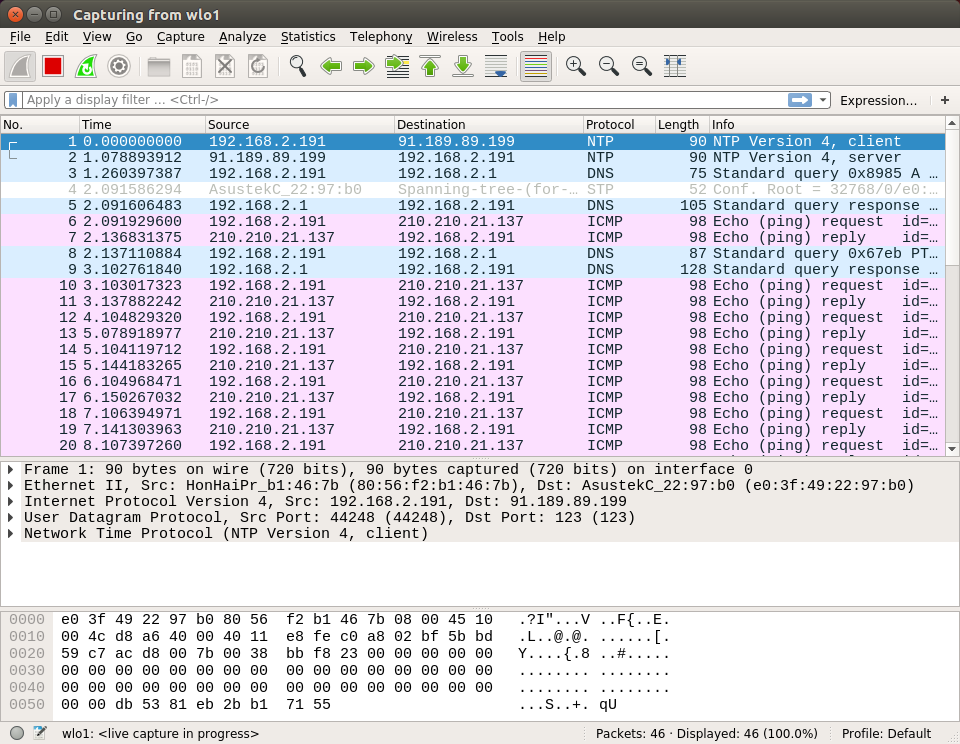 Capturing from wlo1
File Edit View Go Capture Analyze Statistics Telephony Wireless Tools Help
Apply a display filter ... <Ctrl-/> Expression... +
No. Time Source Destination Protocol Length Info
1 0.000000000 192.168.2.191 91.189.89.199 NTP 90 NTP Version 4, client
2 1.078893912 91.189.89.199 192.168.2.191 NTP 90 NTP Version 4, server
3 1.260397387 192.168.2.191 192.168.2.1 DNS 75 Standard query 0x8985 A …
4 2.091586294 AsustekC_22:97:b0 Spanning-tree-(for-… STP 52 Conf. Root = 32768/0/e0:…
5 2.091606483 192.168.2.1 192.168.2.191 DNS 105 Standard query response …
6 2.091929600 192.168.2.191 210.210.21.137 ICMP 98 Echo (ping) request id=…
7 2.136831375 210.210.21.137 192.168.2.191 ICMP 98 Echo (ping) reply id=…
8 2.137110884 192.168.2.191 192.168.2.1 DNS 87 Standard query 0x67eb PT…
9 3.102761840 192.168.2.1 192.168.2.191 DNS 128 Standard query response …
10 3.103017323 192.168.2.191 210.210.21.137 ICMP 98 Echo (ping) request id=…
11 3.137882242 210.210.21.137 192.168.2.191 ICMP 98 Echo (ping) reply id=…
12 4.104829320 192.168.2.191 210.210.21.137 ICMP 98 Echo (ping) request id=…
13 5.078918977 210.210.21.137 192.168.2.191 ICMP 98 Echo (ping) reply id=…
14 5.104119712 192.168.2.191 210.210.21.137 ICMP 98 Echo (ping) request id=…
15 5.144183265 210.210.21.137 192.168.2.191 ICMP 98 Echo (ping) reply id=…
16 6.104968471 192.168.2.191 210.210.21.137 ICMP 98 Echo (ping) request id=…
17 6.150267032 210.210.21.137 192.168.2.191 ICMP 98 Echo (ping) reply id=…
18 7.106394971 192.168.2.191 210.210.21.137 ICMP 98 Echo (ping) request id=…
19 7.141303963 210.210.21.137 192.168.2.191 ICMP 98 Echo (ping) reply id=…
20 8.107397260 192.168.2.191 210.210.21.137 ICMP 98 Echo (ping) request id=…
Frame 1: 90 bytes on wire (720 bits), 90 bytes captured (720 bits) on interface 0
Ethernet II, Src: HonHaiPr_b1:46:7b (80:56:f2:b1:46:7b), Dst: AsustekC_22:97:b0 (e0:3f:49:22:97:b0)
Internet Protocol Version 4, Src: 192.168.2.191, Dst: 91.189.89.199
User Datagram Protocol, Src Port: 44248 (44248), Dst Port: 123 (123)
Network Time Protocol (NTP Version 4, client)
0000 e0 3f 49 22 97 b0 80 56 f2 b1 46 7b 08 00 45 10 .?I"...V ..F{..E.
0010 00 4c d8 a6 40 00 40 11 e8 fe c0 a8 02 bf 5b bd .L..@.@. ......[.
0020 59 c7 ac d8 00 7b 00 38 bb f8 23 00 00 00 00 00 Y....{.8 ..#.....
0030 00 00 00 00 00 00 00 00 00 00 00 00 00 00 00 00 ........ ........
0040 00 00 00 00 00 00 00 00 00 00 00 00 00 00 00 00 ........ ........
0050 00 00 db 53 81 eb 2b b1 71 55 ...S..+. qU
wlo1: <live capture in progress> Packets: 46 · Displayed: 46 (100.0%) Profile: Default